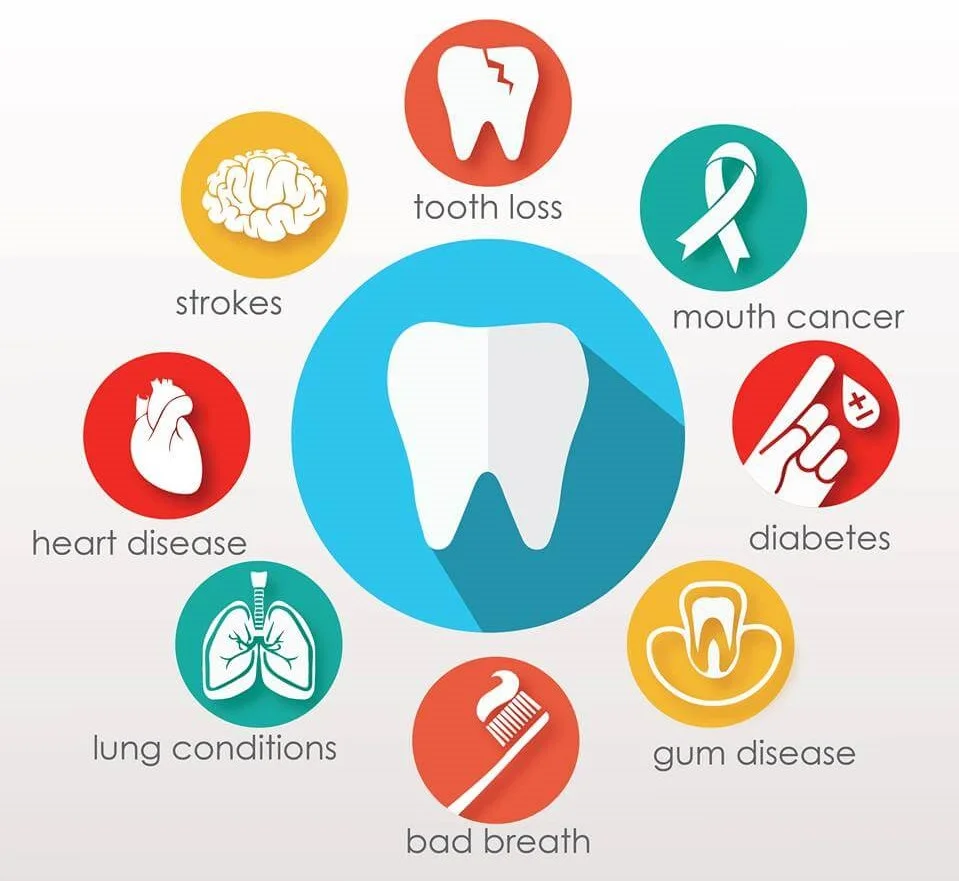 tooth loss
strokes
mouth cancer
heart disease
diabetes
lung conditions
gum disease
bad breath